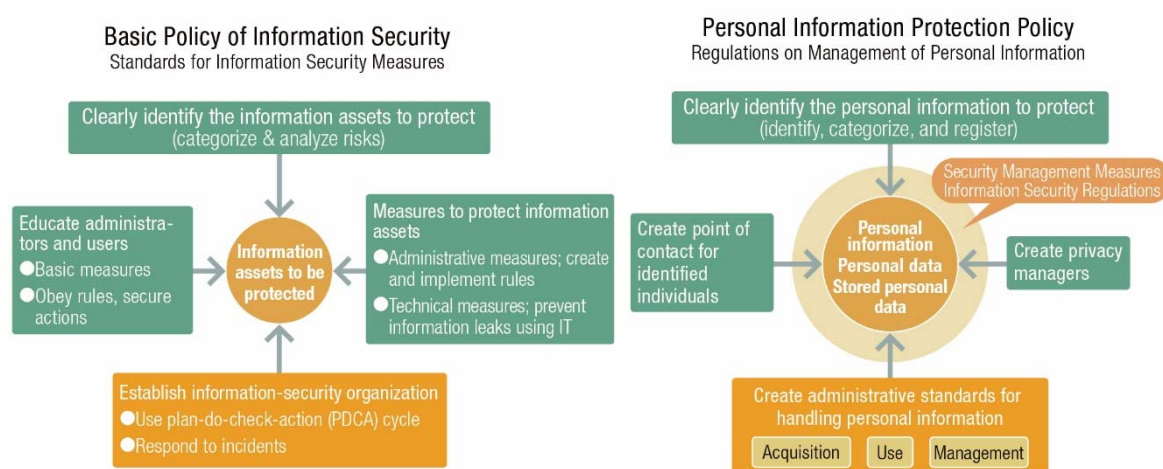 Basic Policy of Information Security
Standards for Information Security Measures
Clearly identify the information assets to protect
(categorize & analyze risks)
Educate administra-
tors and users
●Basic measures
●Obey rules, secure
actions
Information
assets to be
protected
Measures to protect information
assets
●Administrative measures; create
and implement rules
●Technical measures; prevent
information leaks using IT
Establish information-security organization
●Use plan-do-check-action (PDCA) cycle
●Respond to incidents
Personal Information Protection Policy
Regulations on Management of Personal Information
Clearly identify the personal information to protect
(identify, categorize, and register)
Security Management Measures
Information Security Regulations
Create point of
contact for
identified
individuals
Personal
information
Personal data
Stored personal
data
Create privacy
managers
Create administrative standards for
handling personal information
Acquisition
Use
Management